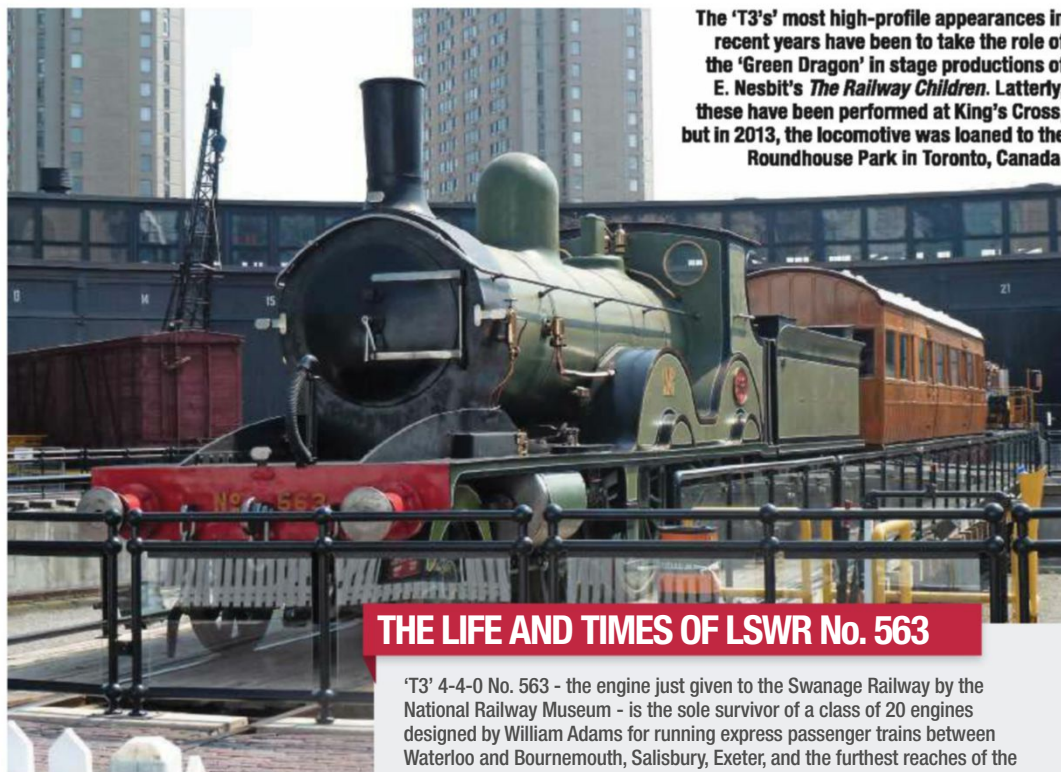 The ‘T3’s’ most high-profile appearances in
recent years have been to take the role of
the ‘Green Dragon’ in stage productions of
E. Nesbit’s The Railway Children. Latterly,
these have been performed at King’s Cross,
but in 2013, the locomotive was loaned to the
Roundhouse Park in Toronto, Canada
13
14
15
21
No 563
THE LIFE AND TIMES OF LSWR No. 563
‘T3’ 4-4-0 No. 563 - the engine just given to the Swanage Railway by the
National Railway Museum - is the sole survivor of a class of 20 engines
designed by William Adams for running express passenger trains between
Waterloo and Bournemouth, Salisbury, Exeter, and the furthest reaches of the